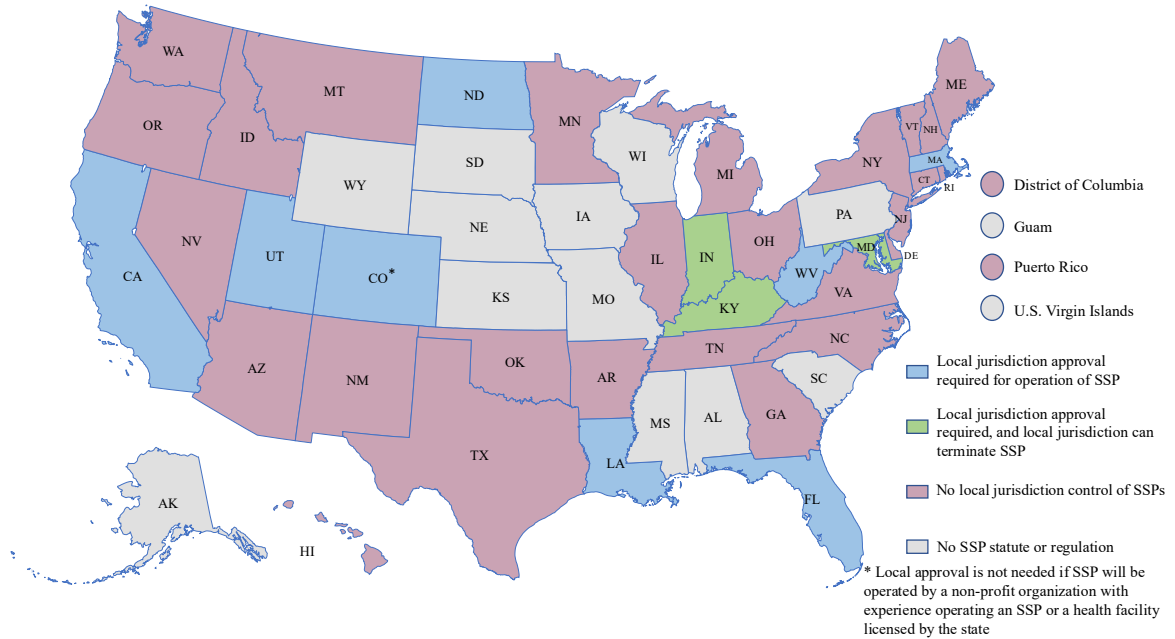 WA
MT
ND
MN
ME
OR
ID
VT
NH
SD
WI
MI
NY
MA
WY
CT
RI
District of Columbia
IA
PA
NE
NJ
Guam
NV
IL
IN
OH
MD
UT
DE
CA
CO*
WV
Puerto Rico
KS
MO
VA
KY
U.S. Virgin Islands
NC
TN
OK
AZ
NM
AR
SC
Local jurisdiction approval
required for operation of SSP
MS
AL
GA
Local jurisdiction approval
required, and local jurisdiction can
terminate SSP
TX
LA
FL
No local jurisdiction control of SSPs
AK
HI
No SSP statute or regulation
* Local approval is not needed if SSP will be
operated by a non-profit organization with
experience operating an SSP or a health facility
licensed by the state